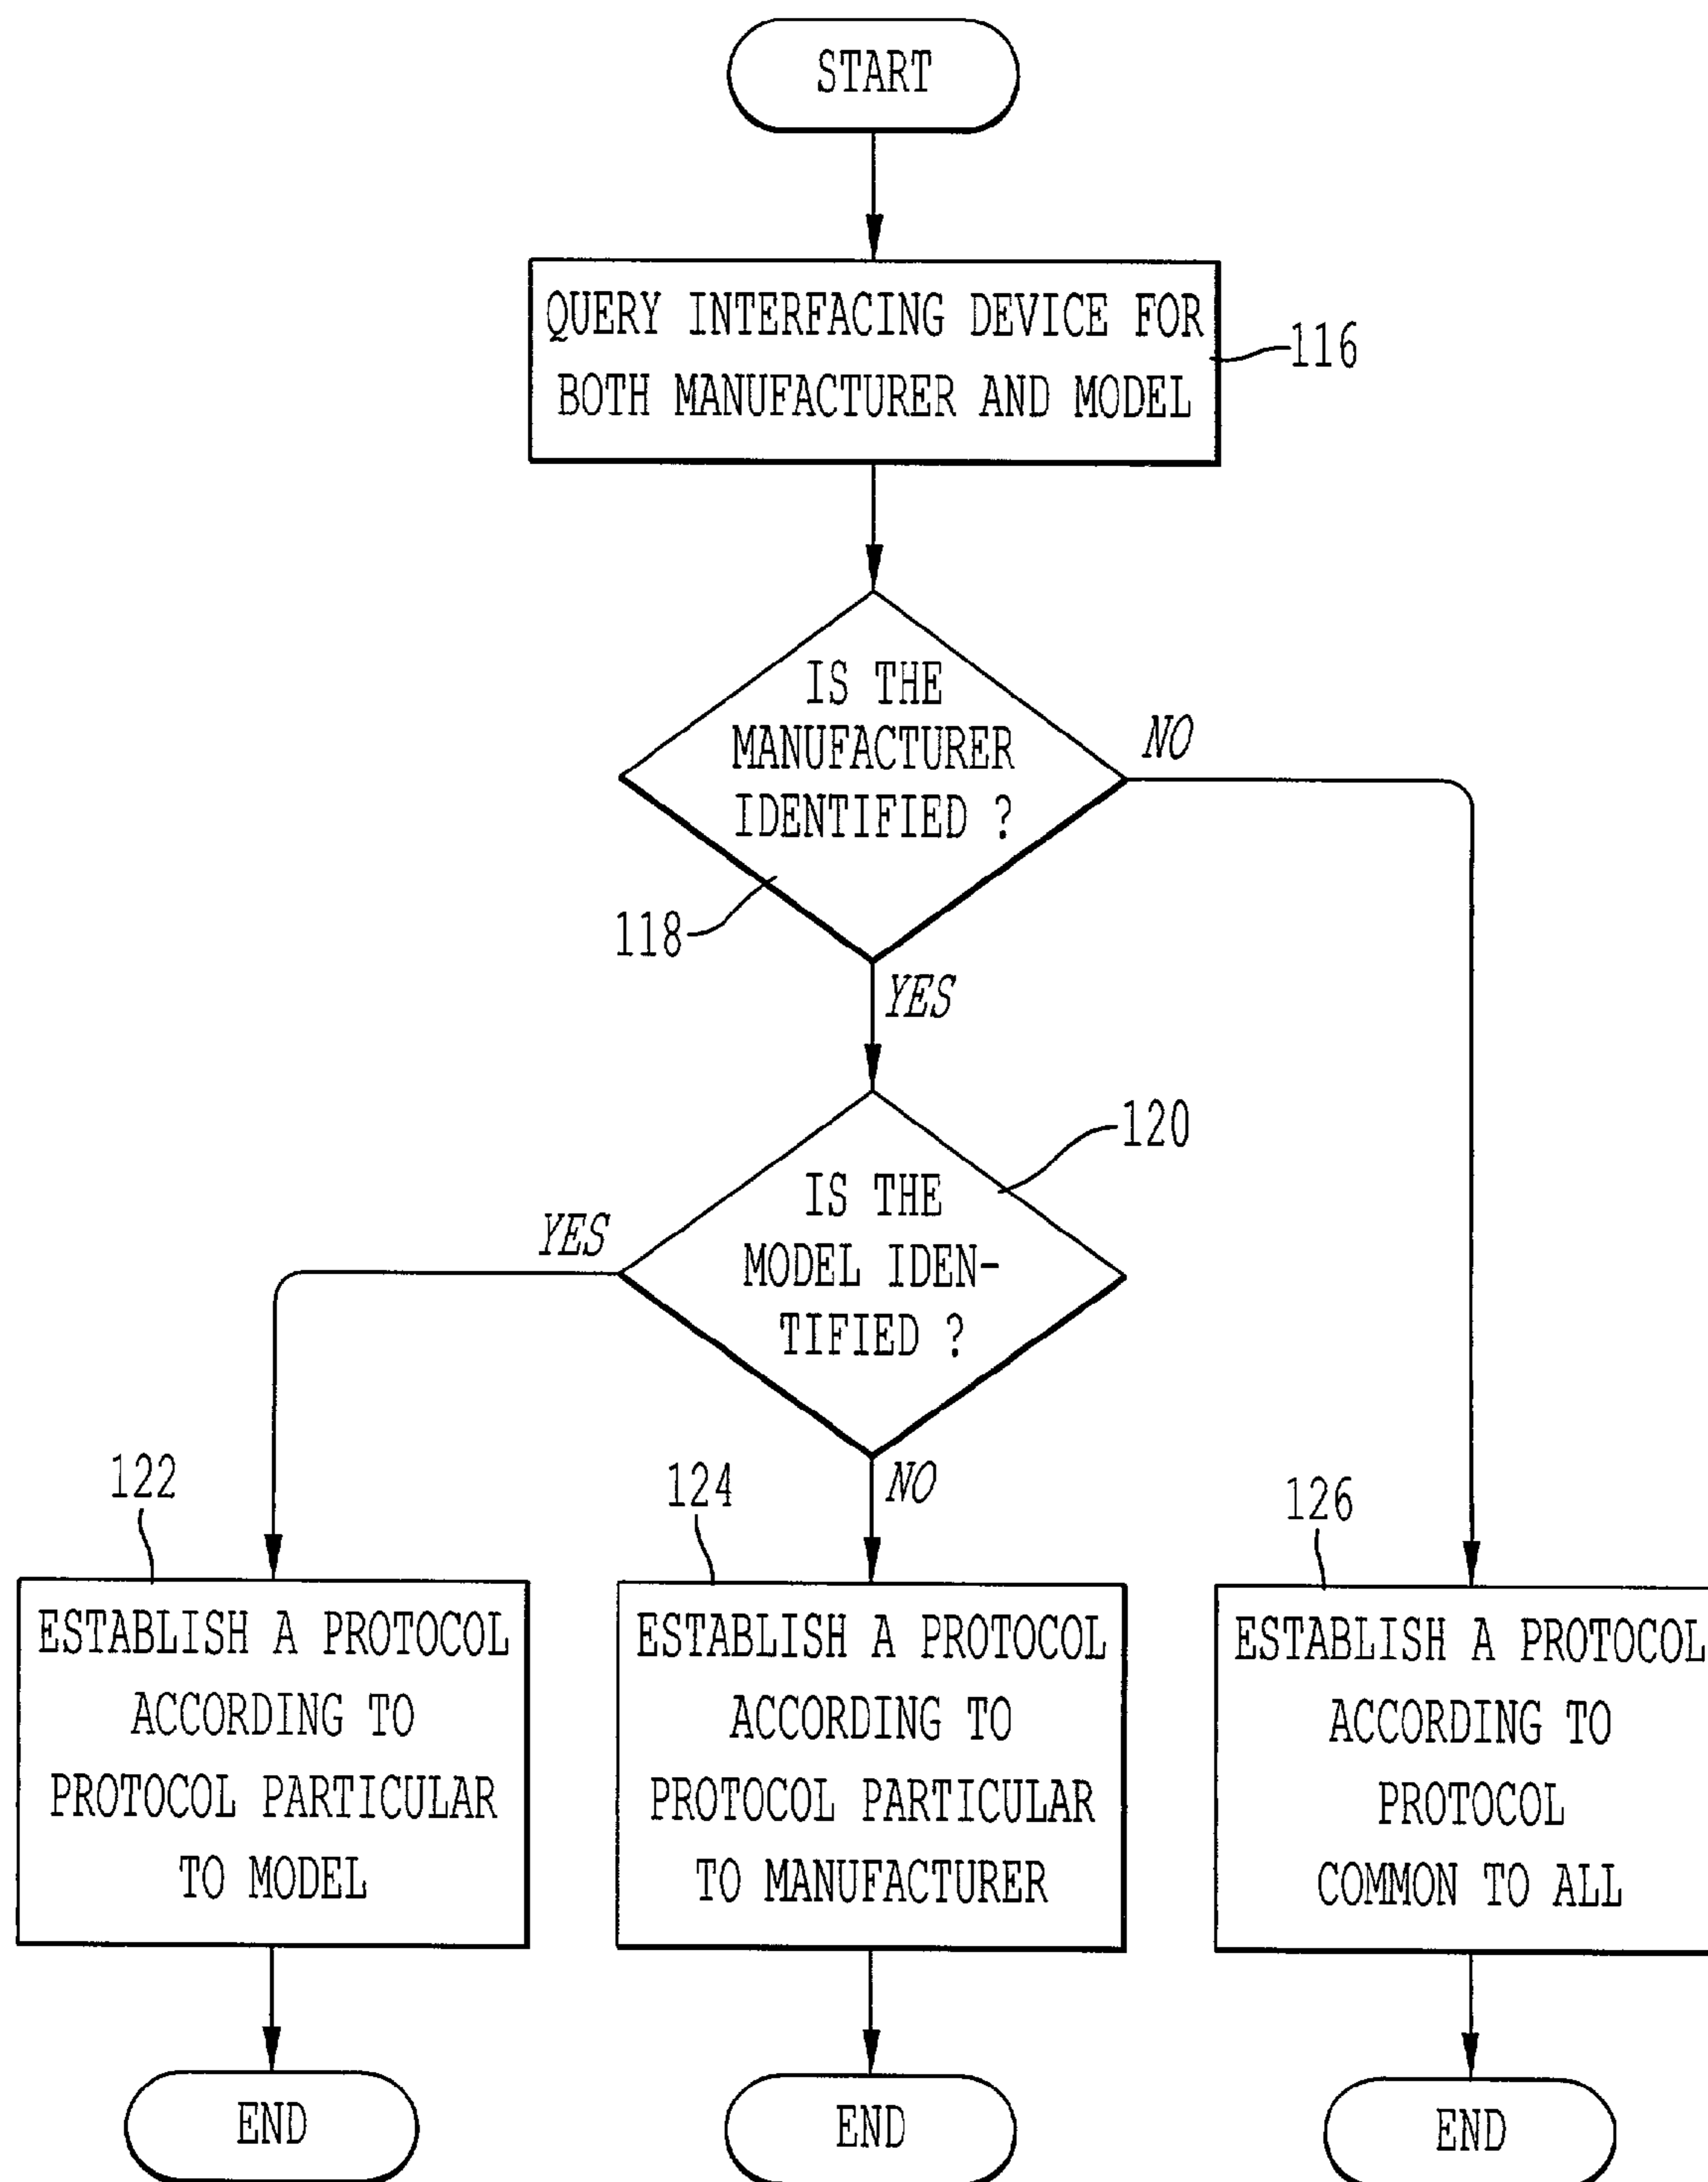 START
QUERY INTERFACING DEVICE FOR
BOTH MANUFACTURER AND MODEL
116
IS THE
MANUFACTURER
IDENTIFIED ?
NO
118
YES
120
IS THE
MODEL IDEN-
TIFIED ?
YES
NO
122
ESTABLISH A PROTOCOL
ACCORDING TO
PROTOCOL PARTICULAR
TO MODEL
124
ESTABLISH A PROTOCOL
ACCORDING TO
PROTOCOL PARTICULAR
TO MANUFACTURER
126
ESTABLISH A PROTOCOL
ACCORDING TO
PROTOCOL
COMMON TO ALL
END
END
END